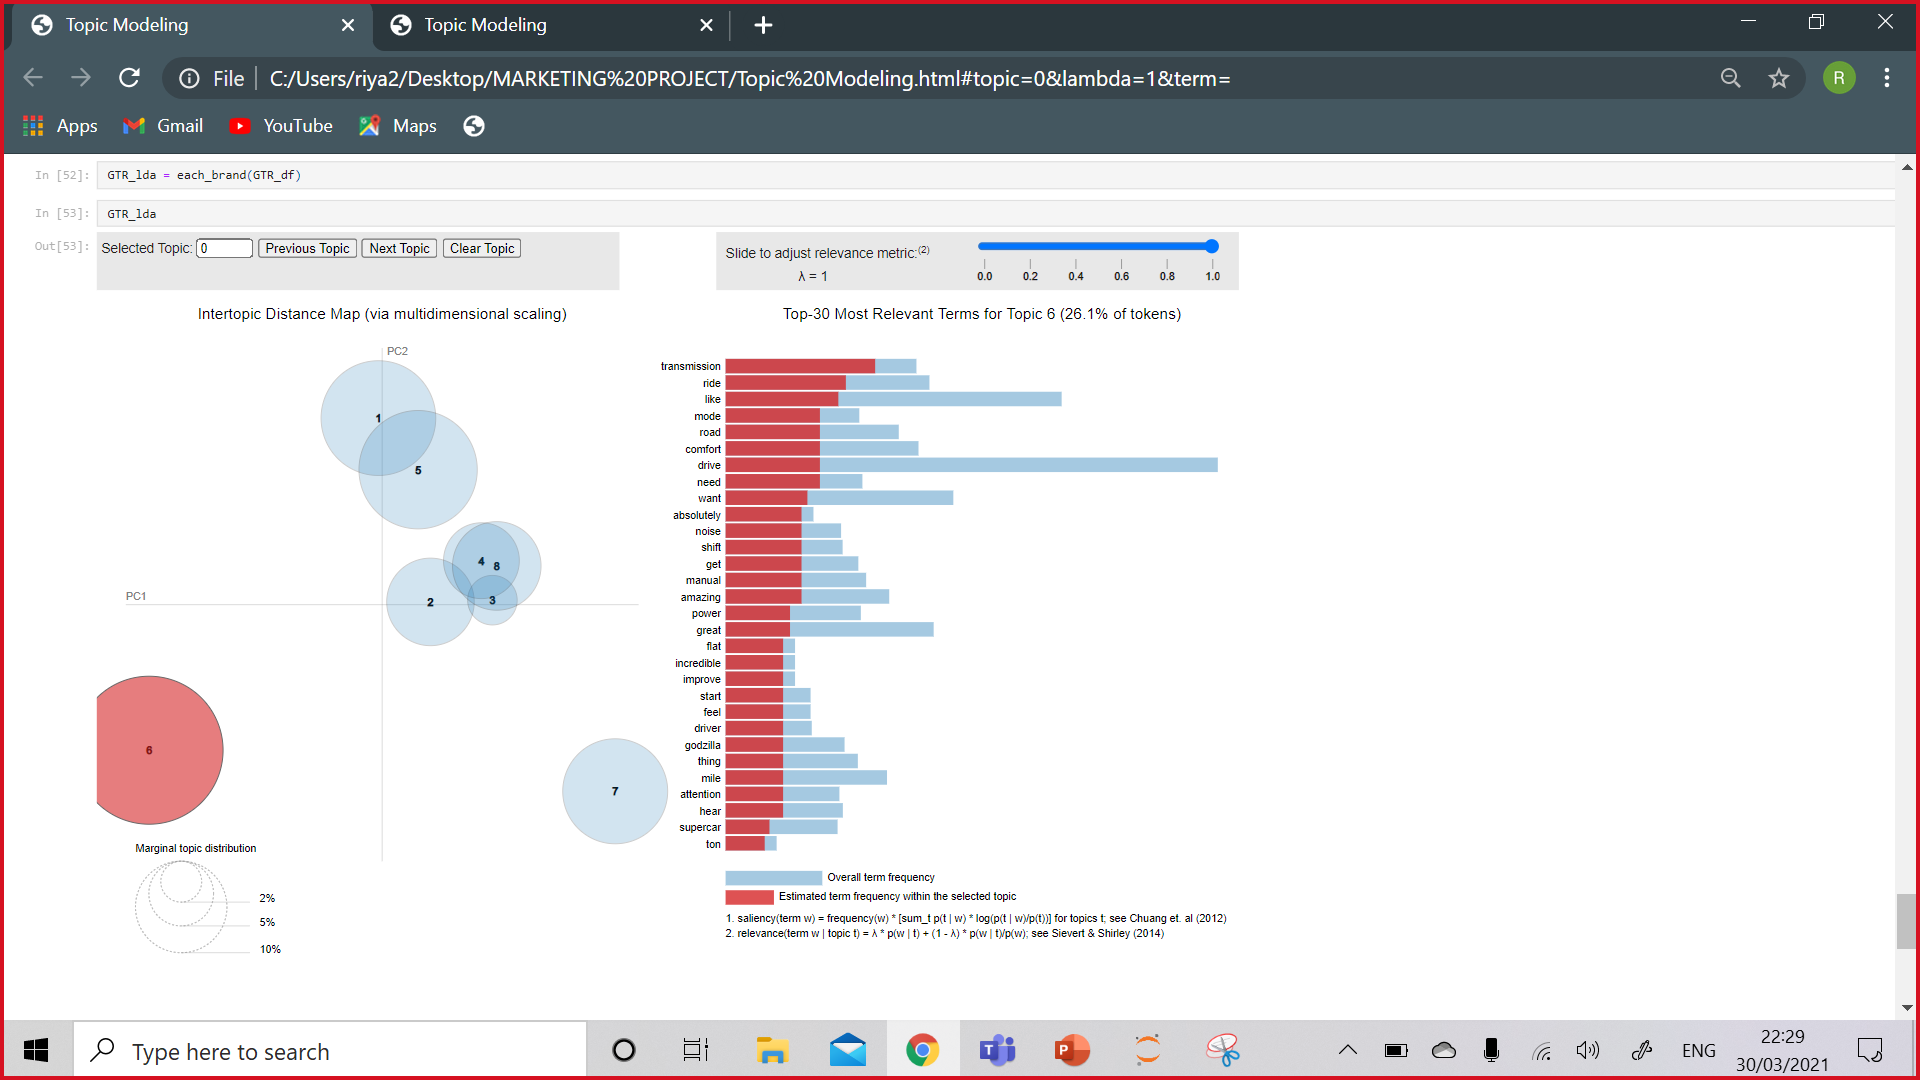 Topic Modeling
Topic Modeling
File C:/Users/riya2/Desktop/MARKETING%20PROJECT/Topic%20Modeling.html#topic=0&lambda=1&term=
R
Apps Gmail YouTube Maps
In [52]: GTR_lda = each_brand(GTR_df)
In [53]: GTR_lda
Out[53]: Selected Topic: 0 Previous Topic Next Topic Clear Topic
Slide to adjust relevance metric:(2)
λ = 1
0.0 0.2 0.4 0.6 0.8 1.0
Intertopic Distance Map (via multidimensional scaling)
PC2
PC1
1
5
4
8
2
3
6
7
Marginal topic distribution
2%
5%
10%
Top-30 Most Relevant Terms for Topic 6 (26.1% of tokens)
transmission
ride
like
mode
road
comfort
drive
need
want
absolutely
noise
shift
get
manual
amazing
power
great
flat
incredible
improve
start
feel
driver
godzilla
thing
mile
attention
hear
supercar
ton
Overall term frequency
Estimated term frequency within the selected topic
1. saliency(term w) = frequency(w) * [sum_t p(t | w) * log(p(t | w)/p(t))] for topics t; see Chuang et. al (2012)
2. relevance(term w | topic t) = λ * p(w | t) + (1 - λ) * p(w | t)/p(w); see Sievert & Shirley (2014)
Type here to search
ENG
22:29
30/03/2021